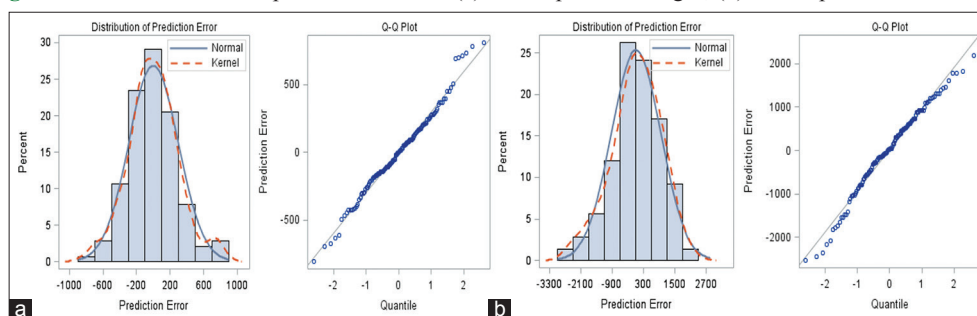 Distribution of Prediction Error
30
25
20
15
10
5
0
Percent
Normal
Kernel
-1000 -600 -200 200 600 1000
Prediction Error
a
Q-Q Plot
500
0
-500
Prediction Error
-2 -1 0 1 2
Quantile
Distribution of Prediction Error
25
20
15
10
5
0
Percent
Normal
Kernel
-3300 -2100 -900 300 1500 2700
Prediction Error
b
Q-Q Plot
2000
1000
0
-1000
-2000
Prediction Error
-2 -1 0 1 2
Quantile